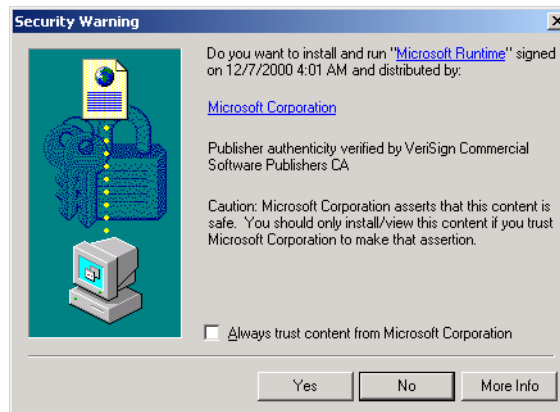 Security Warning
Do you want to install and run "Microsoft Runtime" signed
on 12/7/2000 4:01 AM and distributed by:
Microsoft Corporation
Publisher authenticity verified by VeriSign Commercial
Software Publishers CA
Caution: Microsoft Corporation asserts that this content is
safe.  You should only install/view this content if you trust
Microsoft Corporation to make that assertion.
Always trust content from Microsoft Corporation
Yes No More Info